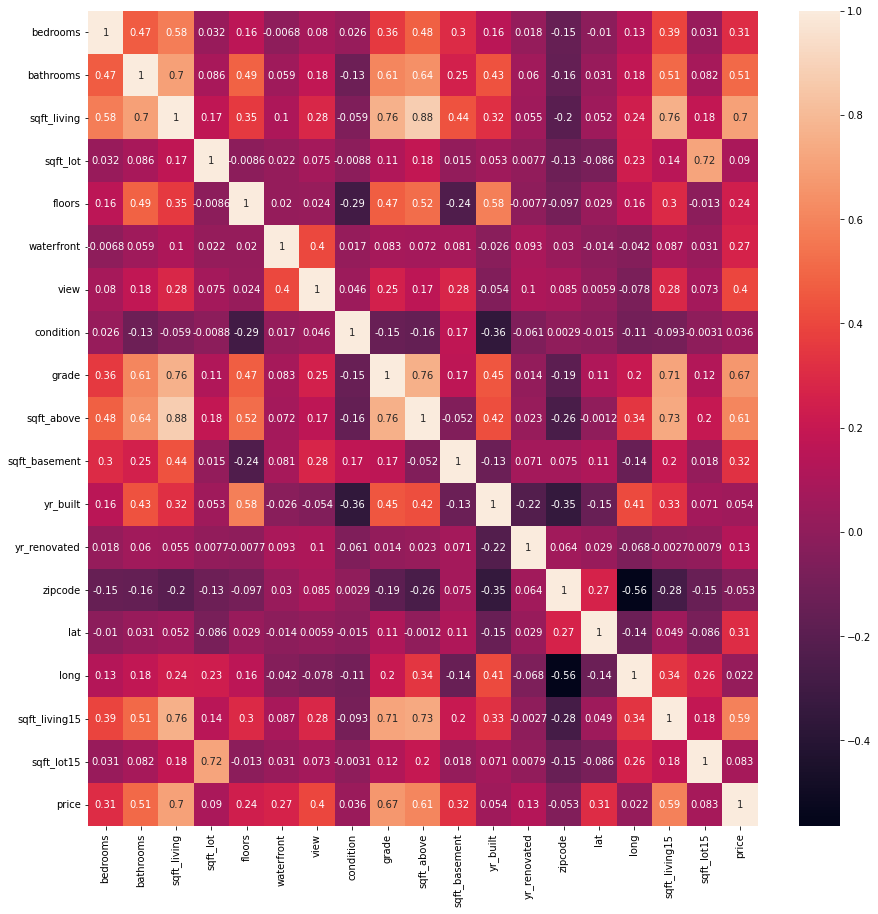 bedrooms 1 0.47 0.58 0.032 0.16 -0.0068 0.08 0.026 0.36 0.48 0.3 0.16 0.018 -0.15 -0.01 0.13 0.39 0.031 0.31
bathrooms 0.47 1 0.7 0.086 0.49 0.059 0.18 -0.13 0.61 0.64 0.25 0.43 0.06 -0.16 0.031 0.18 0.51 0.082 0.51
sqft_living 0.58 0.7 1 0.17 0.35 0.1 0.28 -0.059 0.76 0.88 0.44 0.32 0.055 -0.2 0.052 0.24 0.76 0.18 0.7
sqft_lot 0.032 0.086 0.17 1 -0.0086 0.022 0.075 -0.0088 0.11 0.18 0.015 0.053 0.0077 -0.13 -0.086 0.23 0.14 0.72 0.09
floors 0.16 0.49 0.35 -0.0086 1 0.02 0.024 -0.29 0.47 0.52 -0.24 0.58 -0.0077 -0.097 0.029 0.16 0.3 -0.013 0.24
waterfront -0.0068 0.059 0.1 0.022 0.02 1 0.4 0.017 0.083 0.072 0.081 -0.026 0.093 0.03 -0.014 -0.042 0.087 0.031 0.27
view 0.08 0.18 0.28 0.075 0.024 0.4 1 0.046 0.25 0.17 0.28 -0.054 0.1 0.085 0.0059 -0.078 0.28 0.073 0.4
condition 0.026 -0.13 -0.059 -0.0088 -0.29 0.017 0.046 1 -0.15 -0.16 0.17 -0.36 -0.061 0.0029 -0.015 -0.11 -0.093 -0.0031 0.036
grade 0.36 0.61 0.76 0.11 0.47 0.083 0.25 -0.15 1 0.76 0.17 0.45 0.014 -0.19 0.11 0.2 0.71 0.12 0.67
sqft_above 0.48 0.64 0.88 0.18 0.52 0.072 0.17 -0.16 0.76 1 -0.052 0.42 0.023 -0.26 -0.0012 0.34 0.73 0.2 0.61
sqft_basement 0.3 0.25 0.44 0.015 -0.24 0.081 0.28 0.17 0.17 -0.052 1 -0.13 0.071 0.075 0.11 -0.14 0.2 0.018 0.32
yr_built 0.16 0.43 0.32 0.053 0.58 -0.026 -0.054 -0.36 0.45 0.42 -0.13 1 -0.22 -0.35 -0.15 0.41 0.33 0.071 0.054
yr_renovated 0.018 0.06 0.055 0.0077 -0.0077 0.093 0.1 -0.061 0.014 0.023 0.071 -0.22 1 0.064 0.029 -0.068 -0.0027 0.0079 0.13
zipcode -0.15 -0.16 -0.2 -0.13 -0.097 0.03 0.085 0.0029 -0.19 -0.26 0.075 -0.35 0.064 1 0.27 -0.56 -0.28 -0.15 -0.053
lat -0.01 0.031 0.052 -0.086 0.029 -0.014 0.0059 -0.015 0.11 -0.0012 0.11 -0.15 0.029 0.27 1 -0.14 0.049 -0.086 0.31
long 0.13 0.18 0.24 0.23 0.16 -0.042 -0.078 -0.11 0.2 0.34 -0.14 0.41 -0.068 -0.56 -0.14 1 0.34 0.26 0.022
sqft_living15 0.39 0.51 0.76 0.14 0.3 0.087 0.28 -0.093 0.71 0.73 0.2 0.33 -0.0027 -0.28 0.049 0.34 1 0.18 0.59
sqft_lot15 0.031 0.082 0.18 0.72 -0.013 0.031 0.073 -0.0031 0.12 0.2 0.018 0.071 0.0079 -0.15 -0.086 0.26 0.18 1 0.083
price 0.31 0.51 0.7 0.09 0.24 0.27 0.4 0.036 0.67 0.61 0.32 0.054 0.13 -0.053 0.31 0.022 0.59 0.083 1
bedrooms bathrooms sqft_living sqft_lot floors waterfront view condition grade sqft_above sqft_basement yr_built yr_renovated zipcode lat long sqft_living15 sqft_lot15 price
1.0
0.8
0.6
0.4
0.2
0.0
−0.2
−0.4